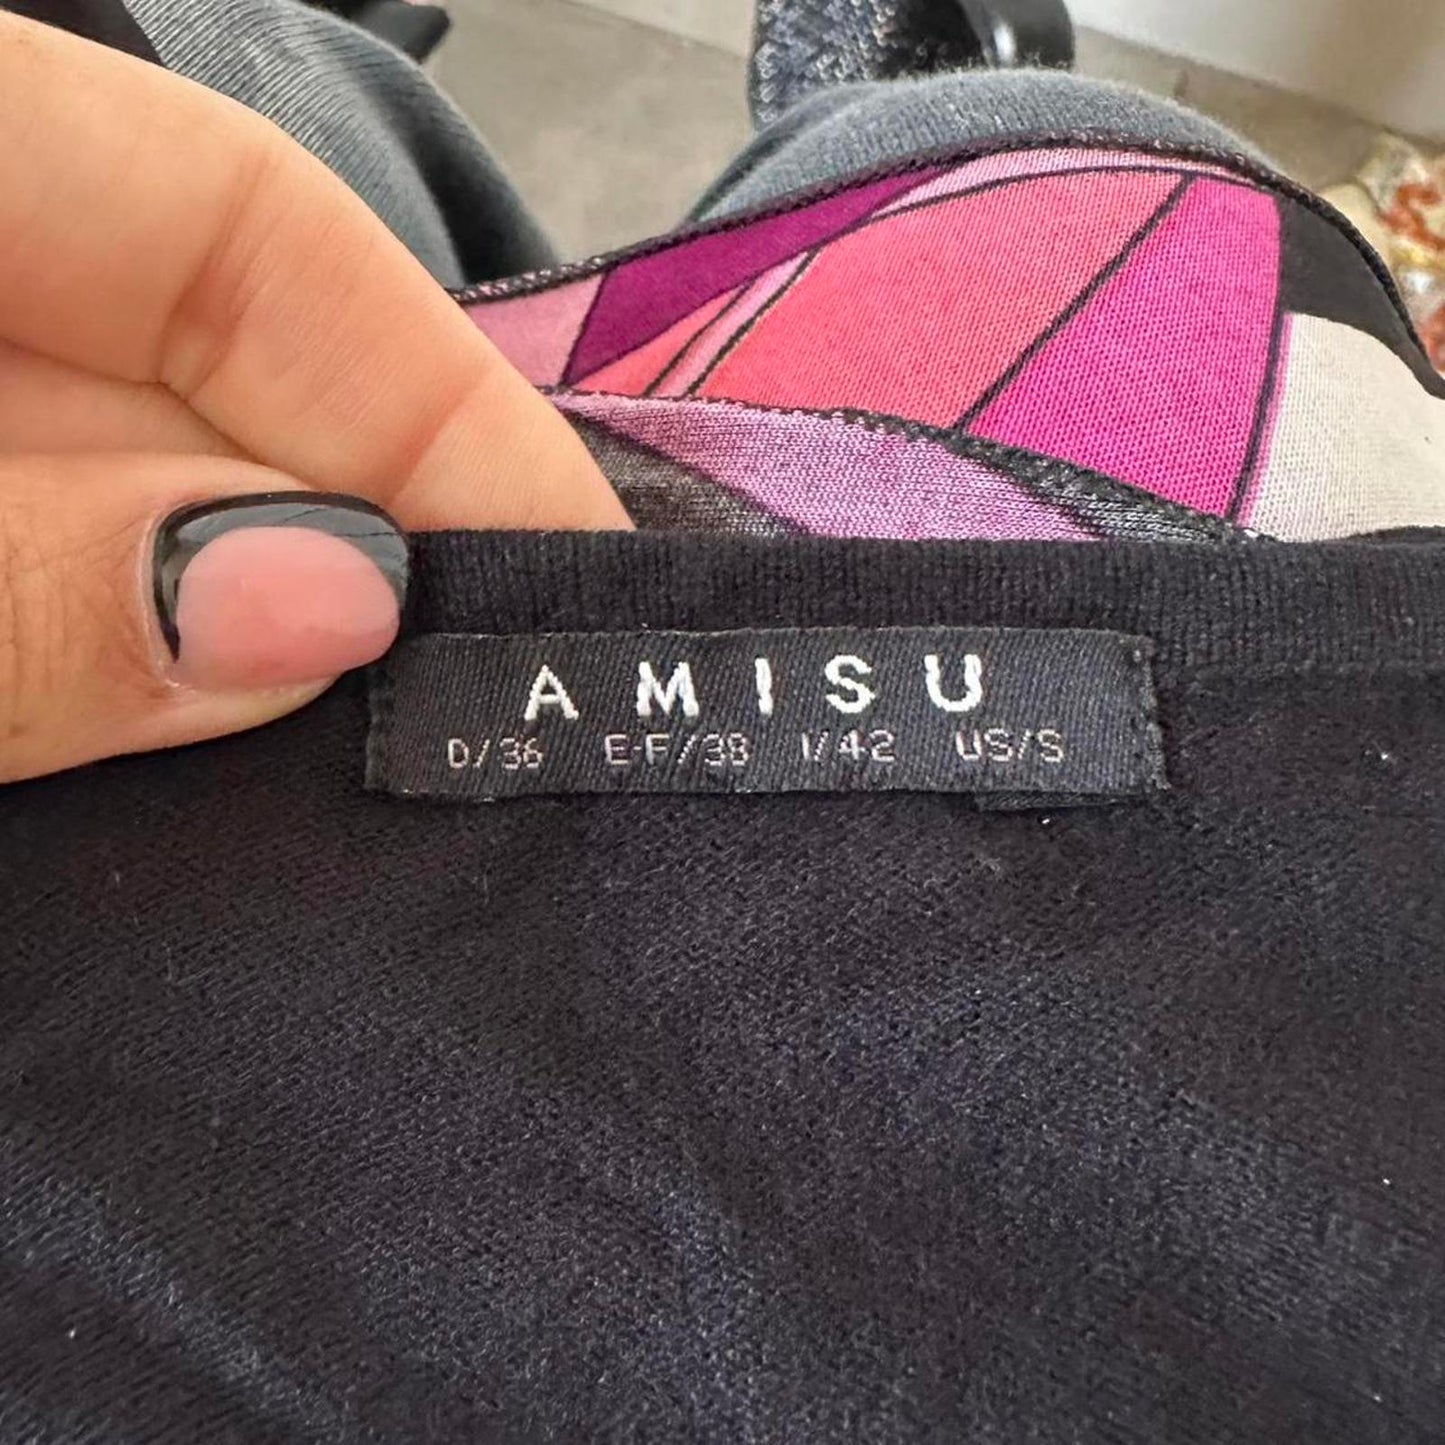 AMISU
D/36 E-F/38 I/42 US/S